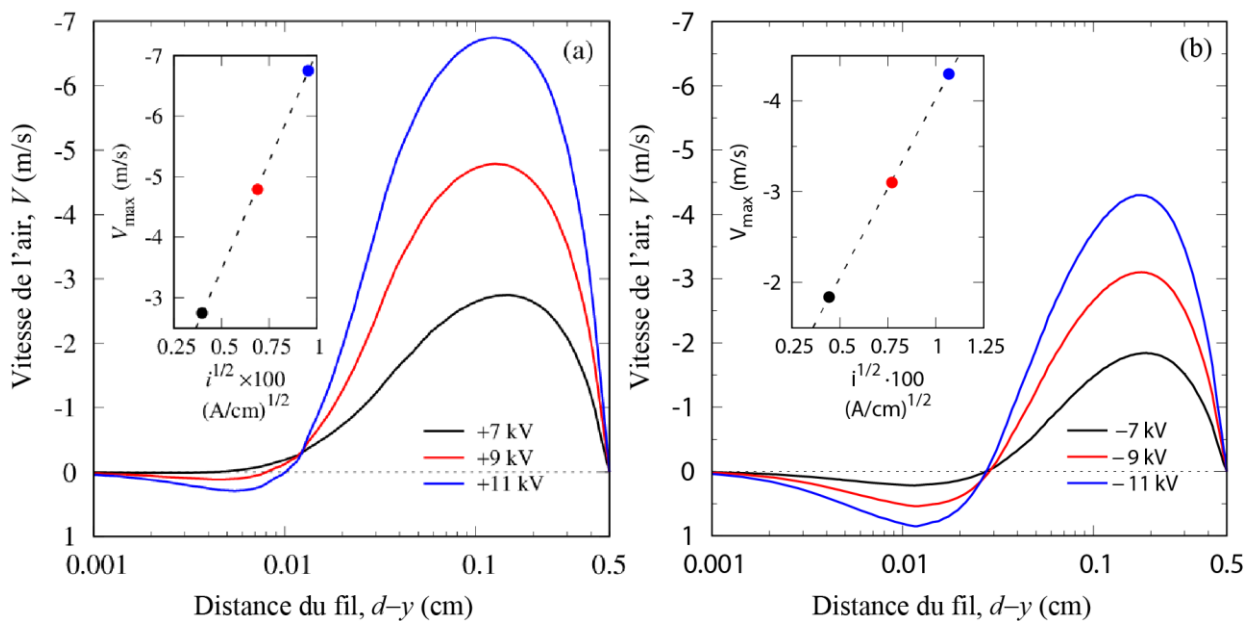 (a)
-7
-6
-5
-4
-3
-2
-1
0
1
Vitesse de l'air, V (m/s)
0.001
0.01
0.1
0.5
Distance du fil, d–y (cm)
-7
-6
-5
-4
-3
Vmax (m/s)
0.25 0.5 0.75 1
i^1/2 ×100
(A/cm)^1/2
+7 kV
+9 kV
+11 kV
(b)
-7
-6
-5
-4
-3
-2
-1
0
1
Vitesse de l'air, V (m/s)
0.001
0.01
0.1
0.5
Distance du fil, d–y (cm)
-4
-3
-2
Vmax (m/s)
0.25 0.5 0.75 1 1.25
i^1/2 ·100
(A/cm)^1/2
–7 kV
–9 kV
–11 kV